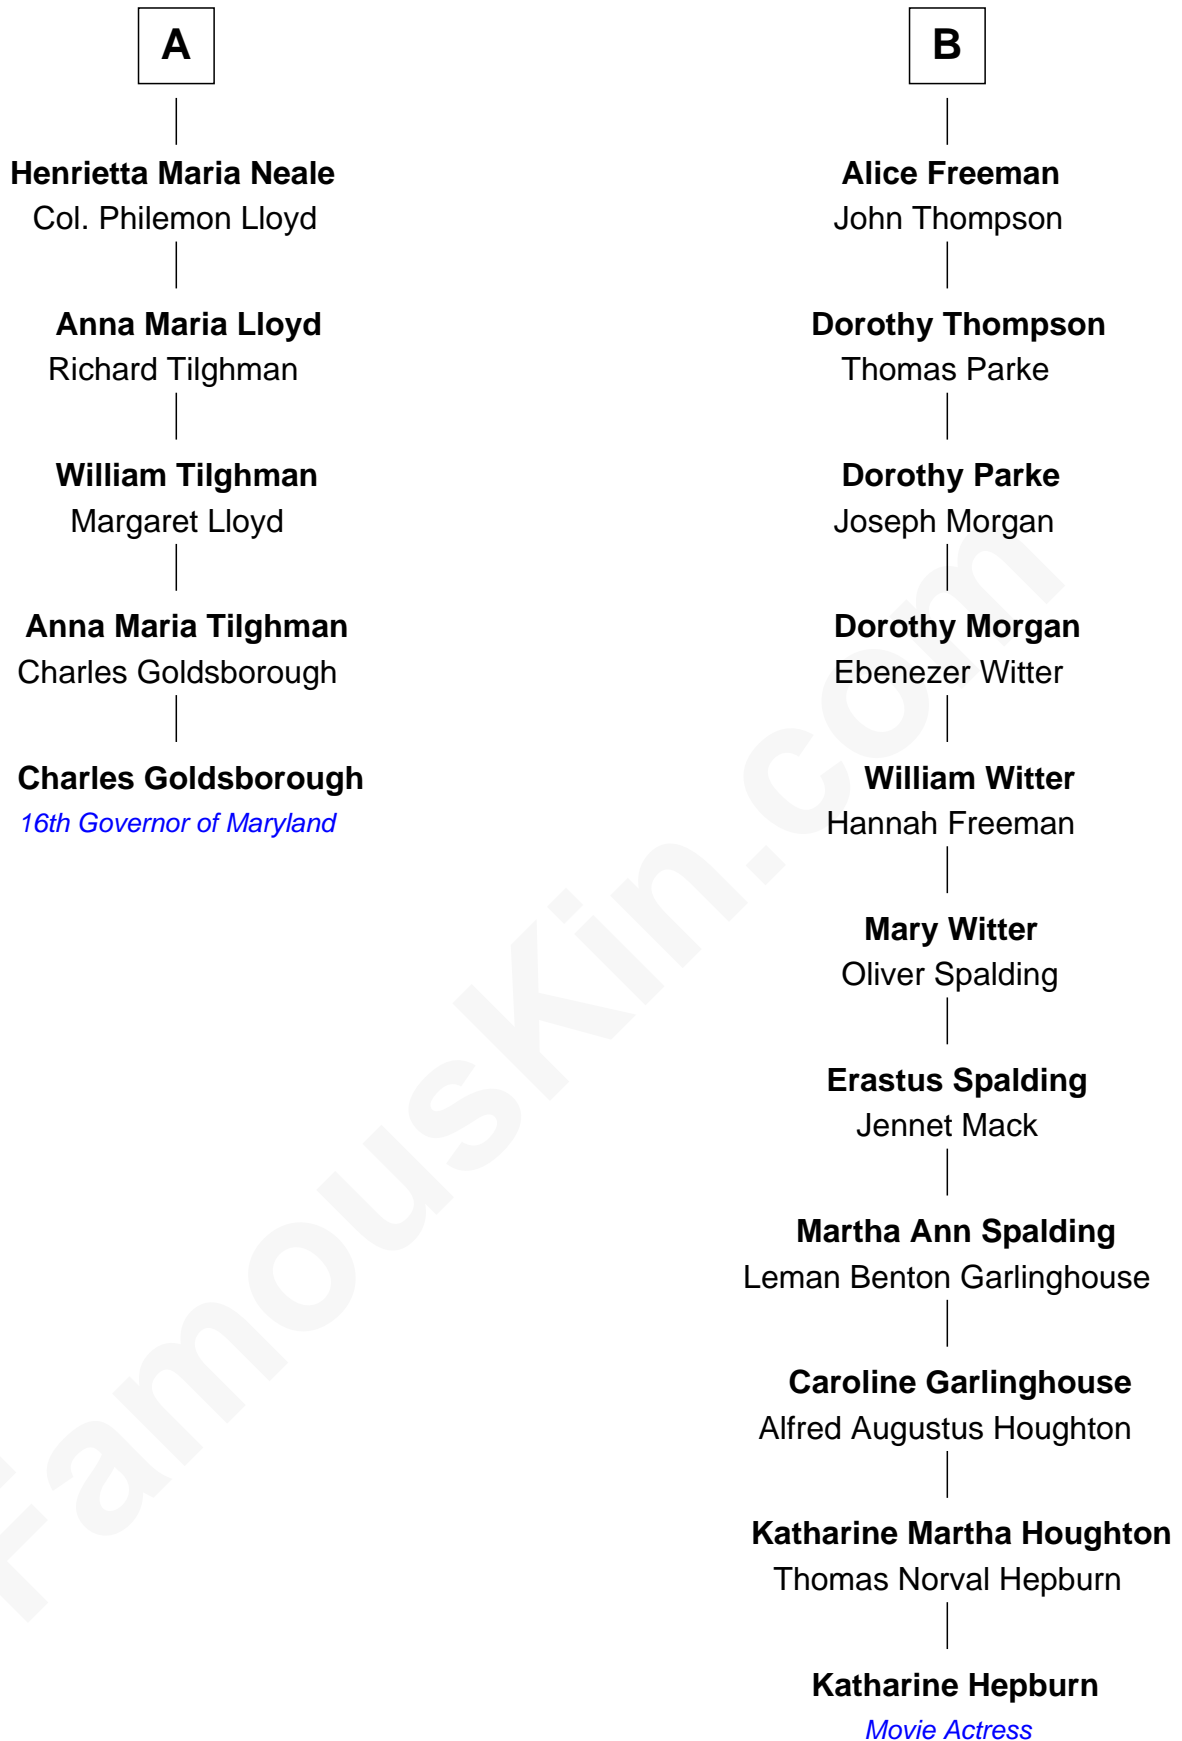 A
Henrietta Maria Neale
Col. Philemon Lloyd
Anna Maria Lloyd
Richard Tilghman
William Tilghman
Margaret Lloyd
Anna Maria Tilghman
Charles Goldsborough
Charles Goldsborough
16th Governor of Maryland
B
Alice Freeman
John Thompson
Dorothy Thompson
Thomas Parke
Dorothy Parke
Joseph Morgan
Dorothy Morgan
Ebenezer Witter
William Witter
Hannah Freeman
Mary Witter
Oliver Spalding
Erastus Spalding
Jennet Mack
Martha Ann Spalding
Leman Benton Garlinghouse
Caroline Garlinghouse
Alfred Augustus Houghton
Katharine Martha Houghton
Thomas Norval Hepburn
Katharine Hepburn
Movie Actress
FamousKin.com